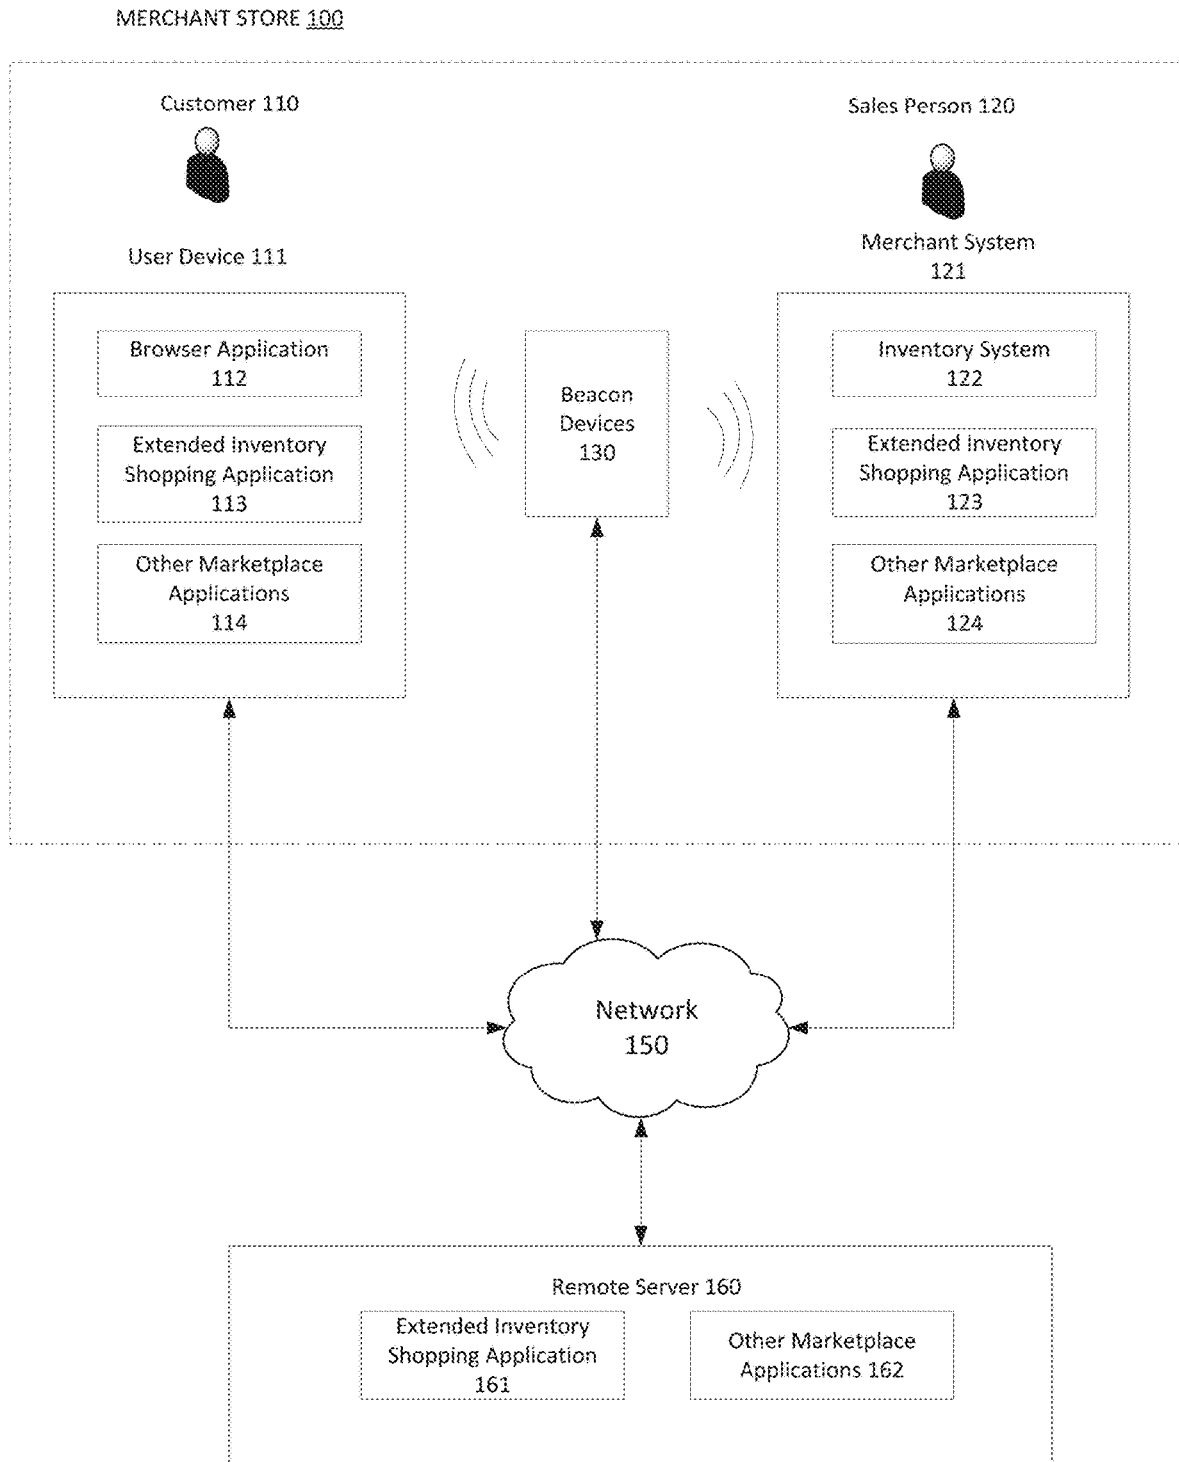 MERCHANT STORE 100
Customer 110
Sales Person 120
User Device 111
Merchant System
121
Browser Application
112
Extended Inventory
Shopping Application
113
Other Marketplace
Applications
114
Beacon
Devices
130
Inventory System
122
Extended Inventory
Shopping Application
123
Other Marketplace
Applications
124
Network
150
Remote Server 160
Extended Inventory
Shopping Application
161
Other Marketplace
Applications 162